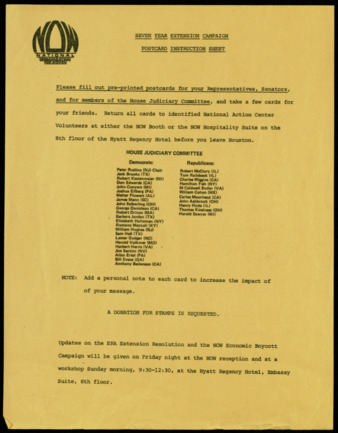 NOW
NATIONAL
SEVEN YEAR EXTENSION CAMPAIGN
POSTCARD INSTRUCTION SHEET
Please fill out pre-printed postcards for your Representatives, Senators,
and for members of the House Judiciary Committee, and take a few cards for
your friends. Return all cards to identified National Action Center
Volunteers at either the NOW Booth or the NOW Hospitality Suite on the
8th floor of the Hyatt Regency Hotel before you leave Houston.
HOUSE JUDICIARY COMMITTEE
Democrats:
Peter Rodino (NJ) Chair
Jack Brooks (TX)
Robert Kastenmeier (WI)
Don Edwards (CA)
John Conyers (MI)
Joshua Eilberg (PA)
Walter Flowers (AL)
James Mann (SC)
John Seiberling (OH)
George Danielson (CA)
Robert Drinan (MA)
Barbara Jordan (TX)
Elizabeth Holtzman (NY)
Romano Mazzoli (KY)
William Hughes (NJ)
Sam Hall (TX)
Lamar Gudger (NC)
Harold Volkmer (MO)
Herbert Harris (VA)
Jim Santini (NV)
Allen Ertel (PA)
Bill Evans (GA)
Anthony Beilenson (CA)
Republicans:
Robert McClory (IL)
Tom Railsback (IL)
Charles Wiggins (CA)
Hamilton Fish (NY)
M Caldwell Butler (VA)
William Cohen (ME)
Carlos Moorhead (CA)
John Ashbrook (OH)
Henry Hyde (IL)
Thomas Kindness (OH)
Harold Sawyer (MI)
NOTE: Add a personal note to each card to increase the impact of
of your message.
A DONATION FOR STAMPS IS REQUESTED.
Updates on the ERA Extension Resolution and the NOW Economic Boycott
Campaign will be given on Friday night at the NOW reception and at a
workshop Sunday morning, 9:30-12:30, at the Hyatt Regency Hotel, Embassy
Suite, 8th floor.